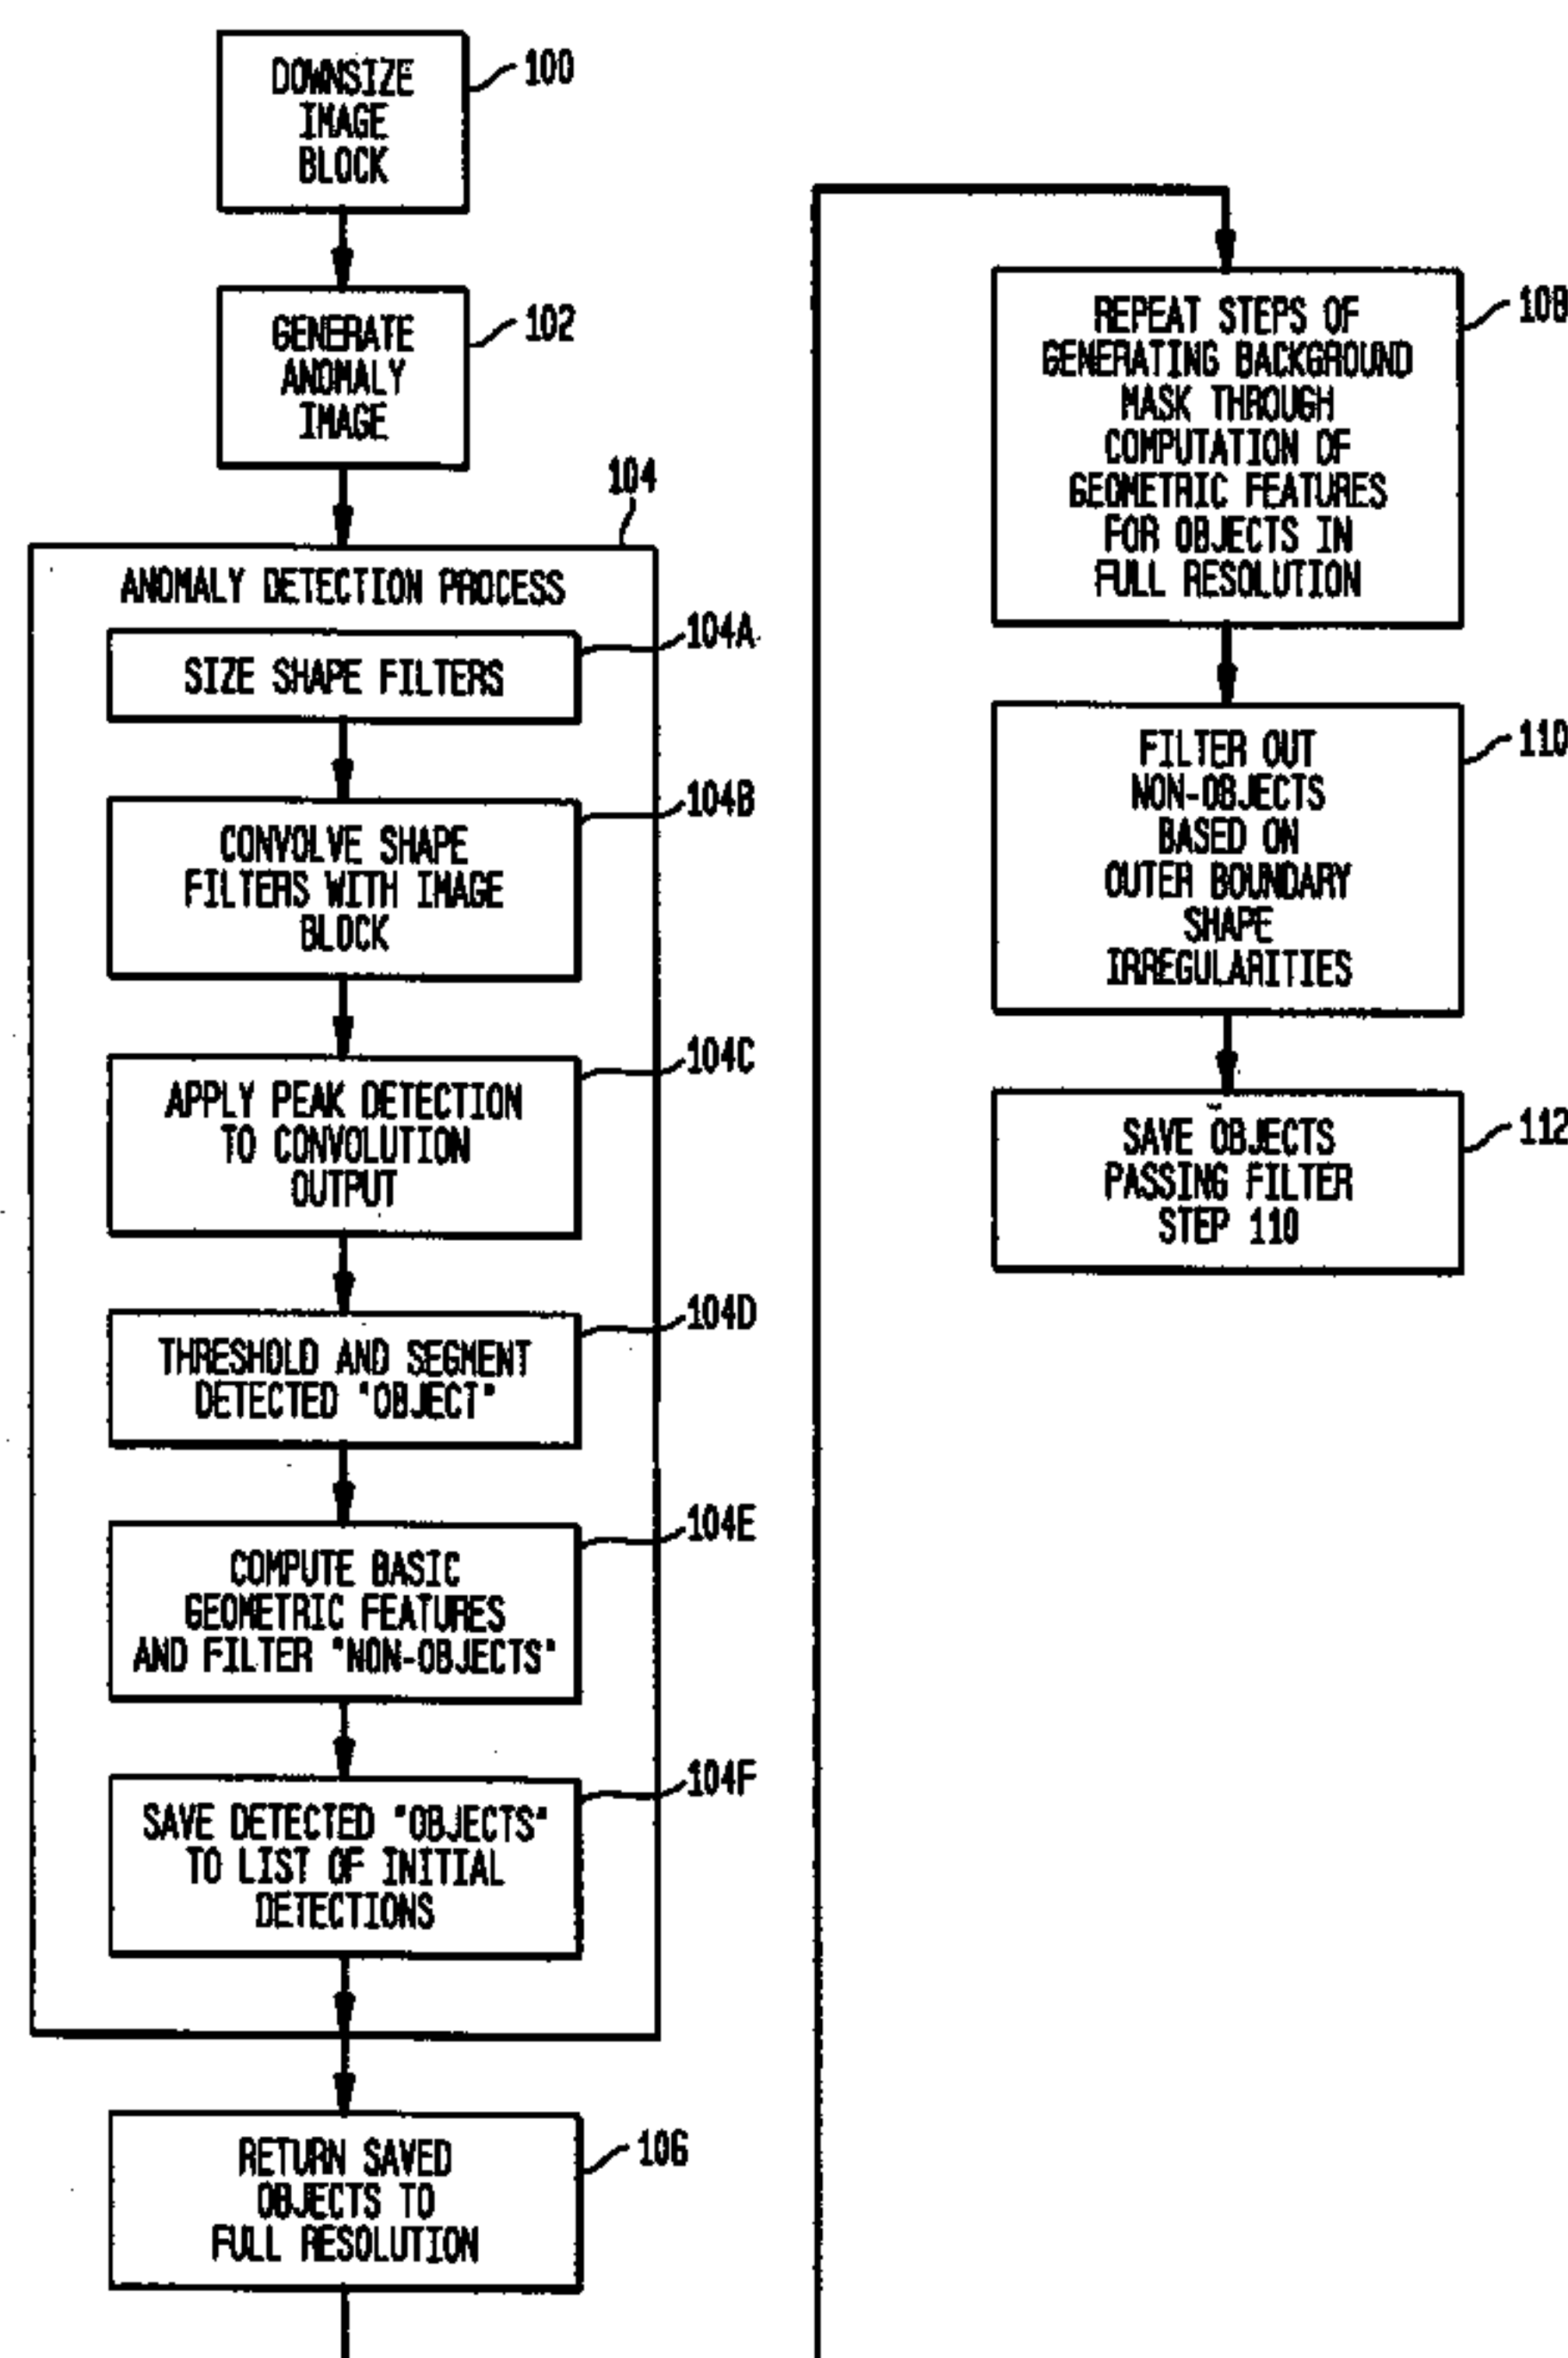 DOWNSIZE
IMAGE
BLOCK
100
GENERATE
ANOMALY
IMAGE
102
104
ANOMALY DETECTION PROCESS
SIZE SHAPE FILTERS
104A
CONVOLVE SHAPE
FILTERS WITH IMAGE
BLOCK
104B
APPLY PEAK DETECTION
TO CONVOLUTION
OUTPUT
104C
THRESHOLD AND SEGMENT
DETECTED "OBJECT"
104D
COMPUTE BASIC
GEOMETRIC FEATURES
AND FILTER "NON-OBJECTS"
104E
SAVE DETECTED "OBJECTS"
TO LIST OF INITIAL
DETECTIONS
104F
RETURN SAVED
OBJECTS TO
FULL RESOLUTION
106
REPEAT STEPS OF
GENERATING BACKGROUND
MASK THROUGH
COMPUTATION OF
GEOMETRIC FEATURES
FOR OBJECTS IN
FULL RESOLUTION
108
FILTER OUT
NON-OBJECTS
BASED ON
OUTER BOUNDARY
SHAPE
IRREGULARITIES
110
SAVE OBJECTS
PASSING FILTER
STEP 110
112